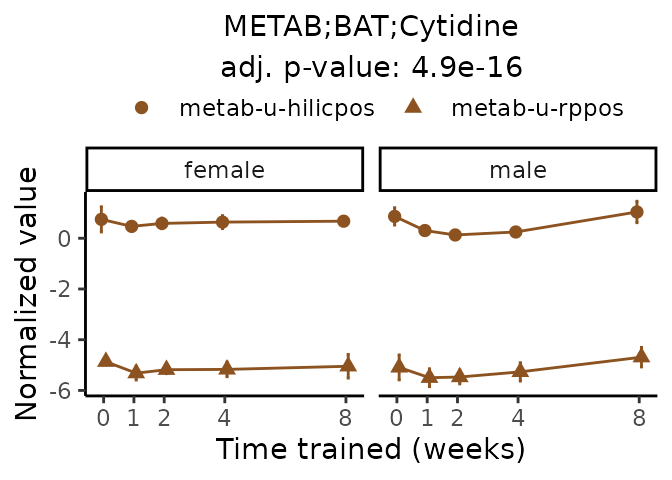 METAB;BAT;Cytidine
adj. p-value: 4.9e-16
metab-u-hilicpos metab-u-rppos
female male
Normalized value
0
-2
-4
-6
0 1 2 4 8 0 1 2 4 8
Time trained (weeks)